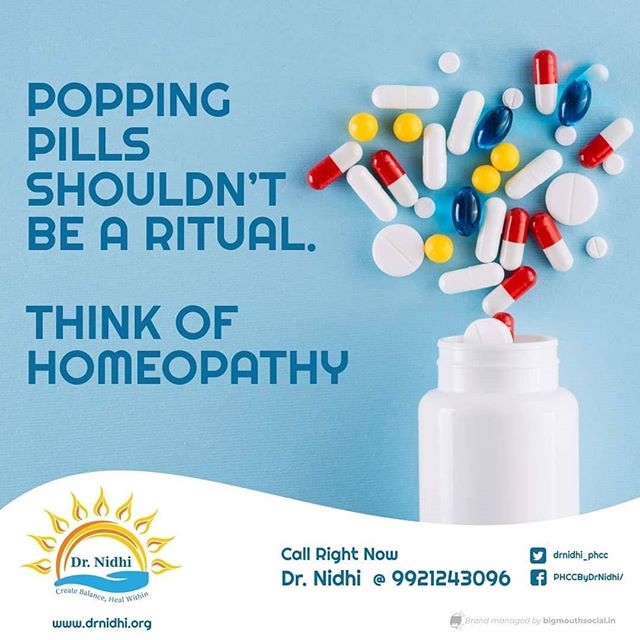 POPPING
PILLS
SHOULDN'T
BE A RITUAL.
THINK OF
HOMEOPATHY
Dr. Nidhi
Create Balance, Heal Within
www.drnidhi.org
Call Right Now
Dr. Nidhi @ 9921243096
drnidhi_phcc
PHCCByDrNidhi/
Brand managed by bigmouthsocial.in